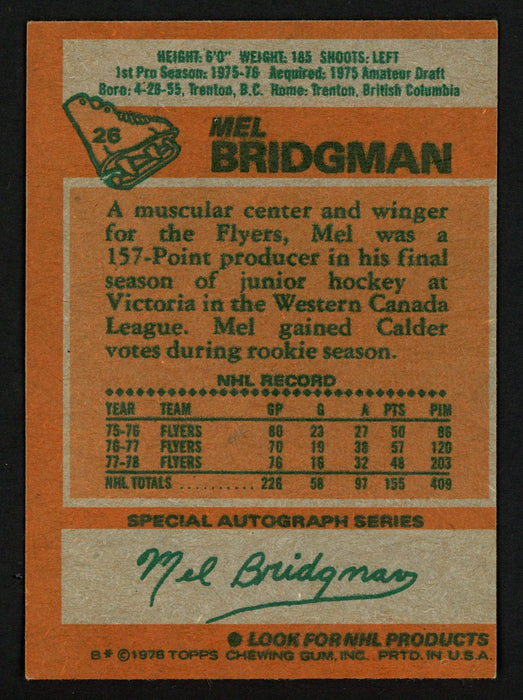 HEIGHT: 6'0" WEIGHT: 185 SHOOTS: LEFT
1st Pro Season: 1975-76 Acquired: 1975 Amateur Draft
Born: 4-26-55, Trenton, B.C. Home: Trenton, British Columbia
26
MEL
BRIDGMAN
A muscular center and winger
for the Flyers, Mel was a
157-Point producer in his final
season of junior hockey at
Victoria in the Western Canada
League. Mel gained Calder
votes during rookie season.
NHL RECORD
YEAR TEAM GP G A PTS PIM
75-76 FLYERS 80 23 27 50 86
76-77 FLYERS 70 19 38 57 120
77-78 FLYERS 76 16 32 48 203
NHL TOTALS .......... 226 58 97 155 409
SPECIAL AUTOGRAPH SERIES
Mel Bridgman
LOOK FOR NHL PRODUCTS
B* ©1978 TOPPS CHEWING GUM, INC. PRTD. IN U.S.A.